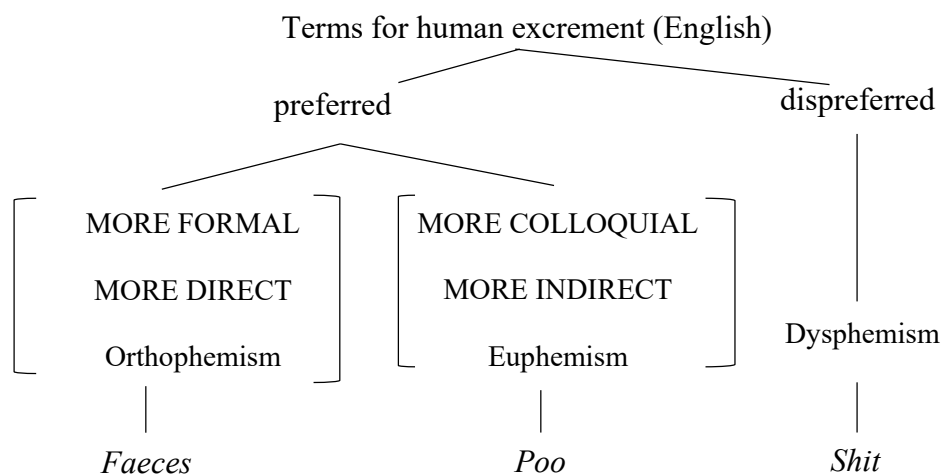 Terms for human excrement (English)
preferred
dispreferred
MORE FORMAL
MORE COLLOQUIAL
MORE DIRECT
MORE INDIRECT
Dysphemism
Orthophemism
Euphemism
Faeces
Poo
Shit